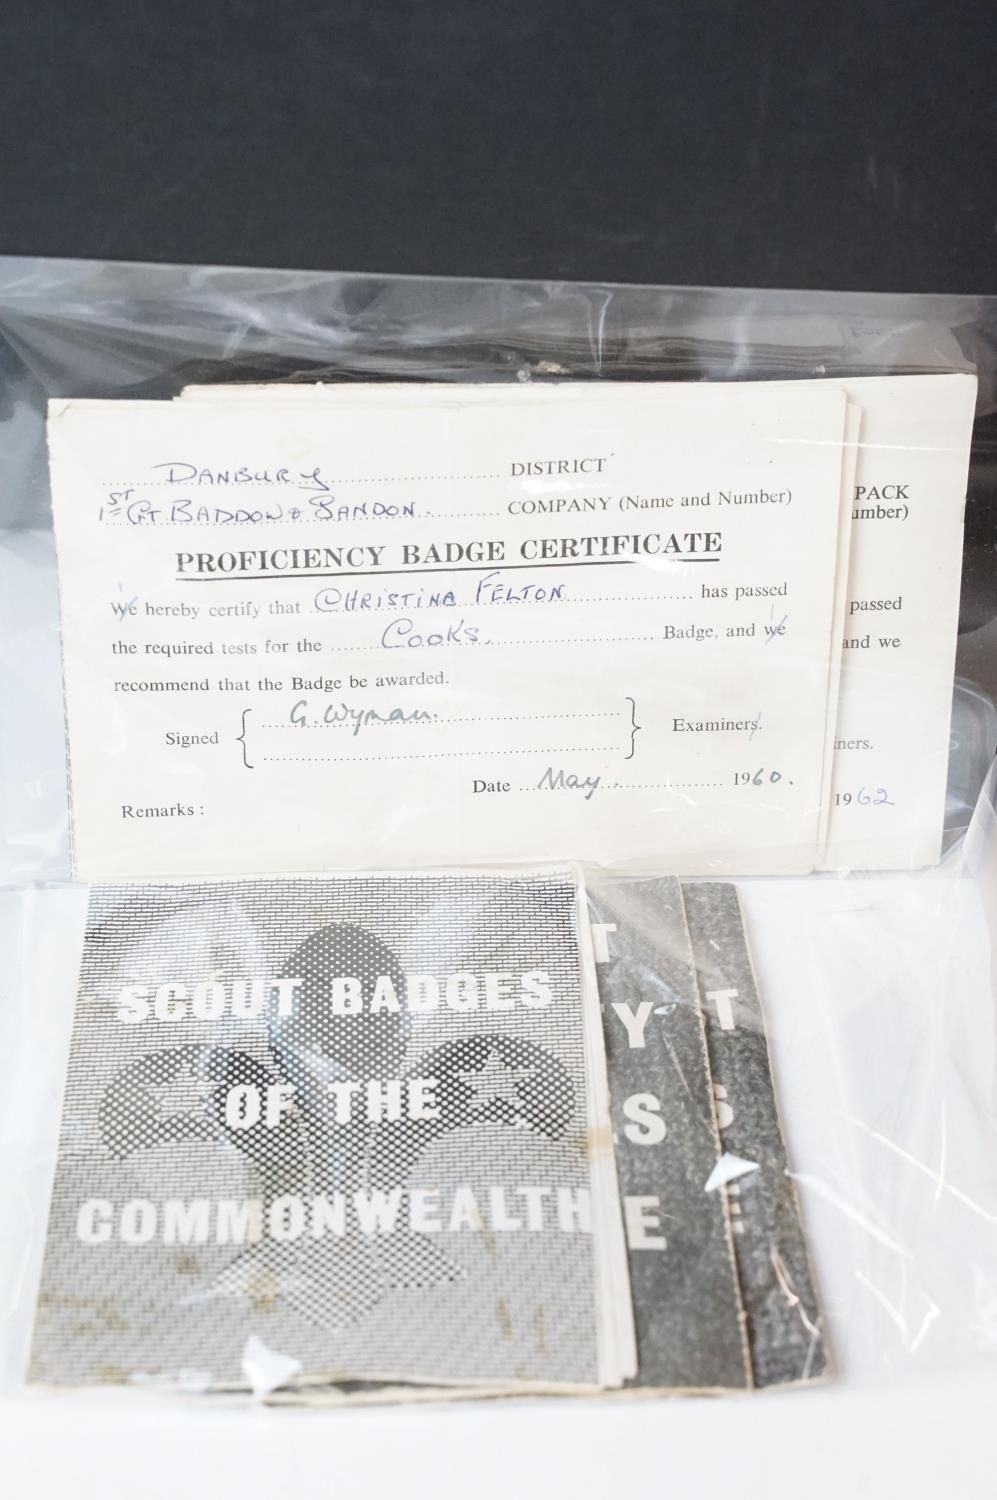 DANBURY DISTRICT
1ST GT BADDOW & SANDON. COMPANY (Name and Number)
PROFICIENCY BADGE CERTIFICATE
We hereby certify that CHRISTINA FELTON has passed
the required tests for the COOKS. Badge, and we
recommend that the Badge be awarded.
Signed G. Wyman. Examiners.
Date May. 1960.
Remarks :
PACK
umber)
passed
and we
ners.
1962
SCOUT BADGES
OF THE
COMMONWEALTH
T
Y
S
E
T
S
E